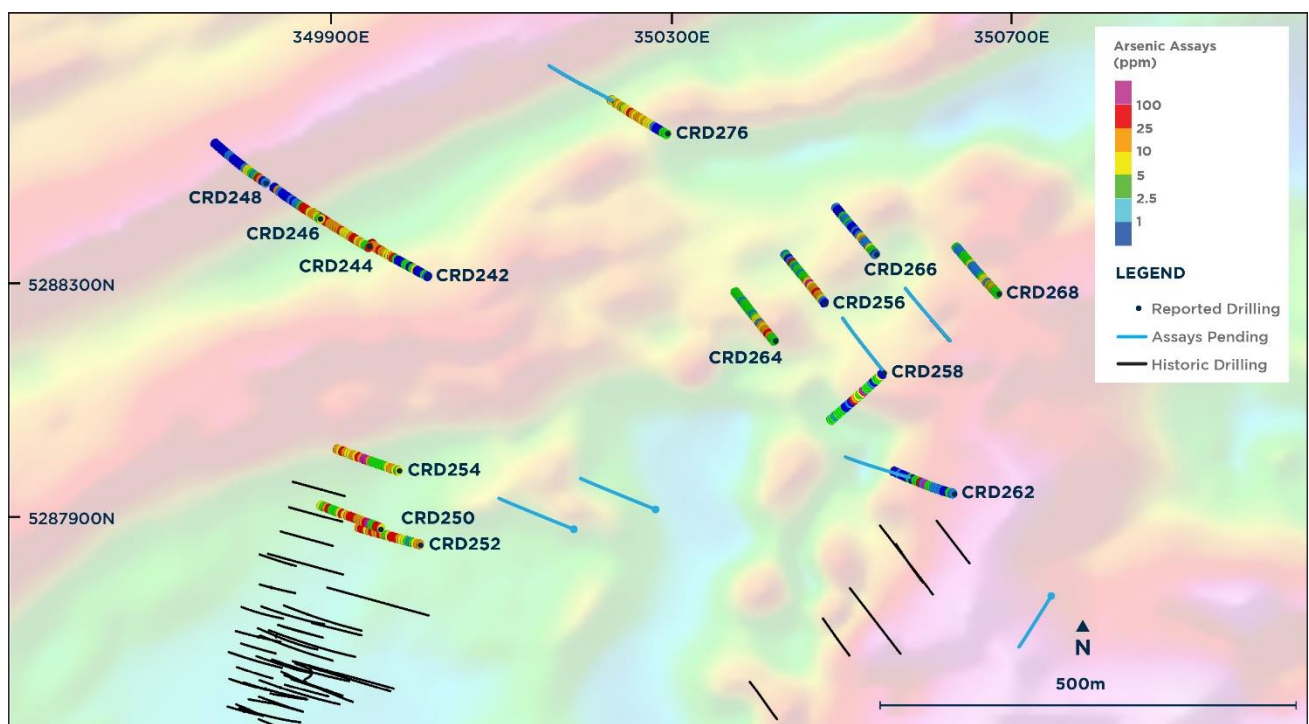 349900E
350300E
350700E
Arsenic Assays
(ppm)
100
25
10
5
2.5
1
LEGEND
Reported Drilling
Assays Pending
Historic Drilling
CRD276
CRD248
CRD246
CRD244
CRD242
CRD266
CRD256
CRD268
CRD264
5288300N
CRD258
CRD254
CRD262
CRD250
5287900N
CRD252
N
500m